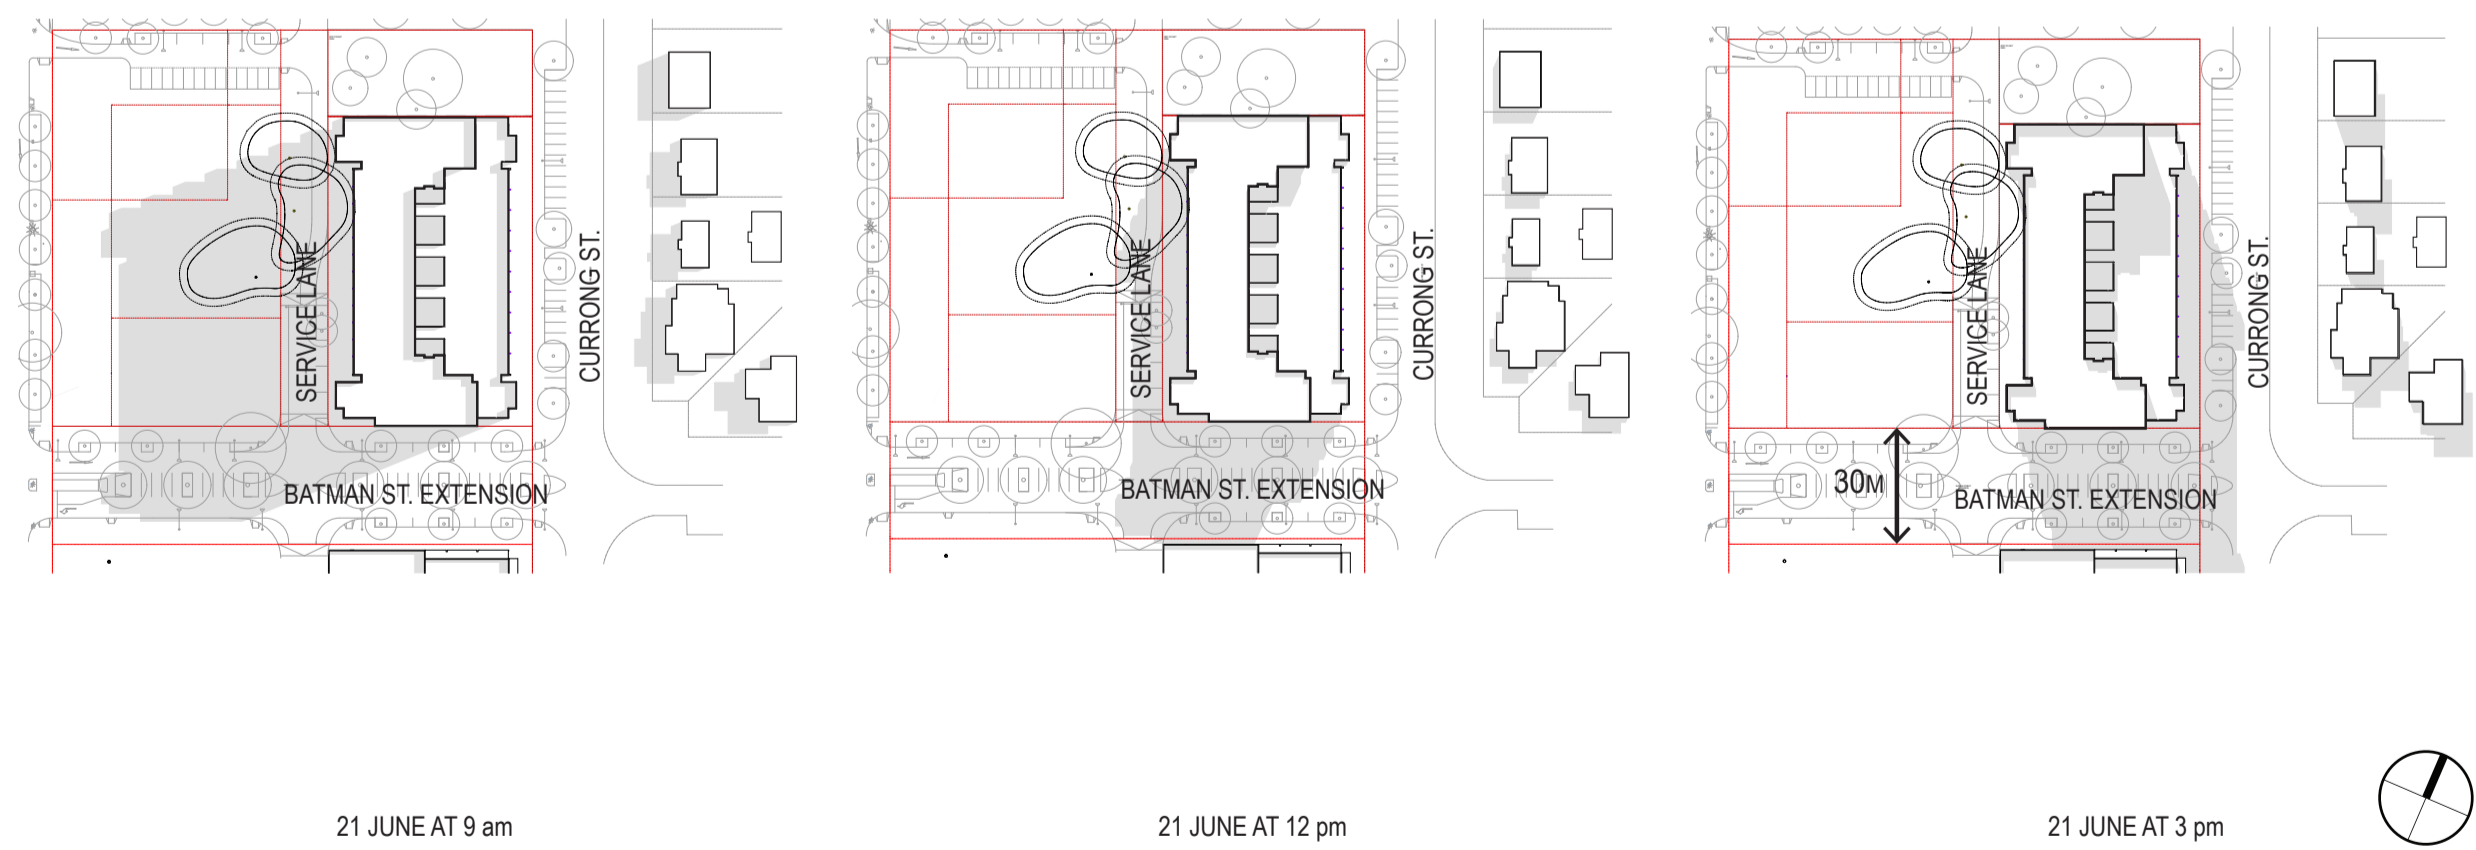 SERVICE LANE
CURRONG ST.
BATMAN ST. EXTENSION
21 JUNE AT 9 am
SERVICE LANE
CURRONG ST.
BATMAN ST. EXTENSION
21 JUNE AT 12 pm
SERVICE LANE
CURRONG ST.
30M
BATMAN ST. EXTENSION
21 JUNE AT 3 pm